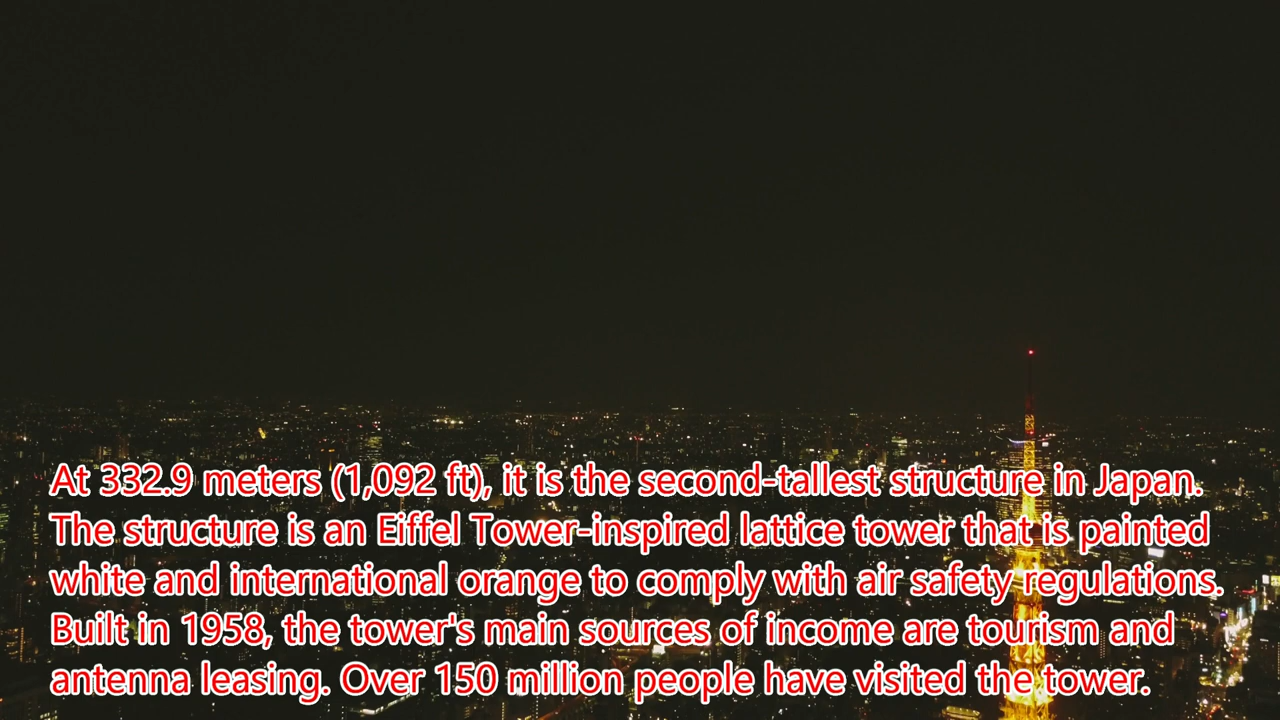 At 332.9 meters (1,092 ft), it is the second-tallest structure in Japan.
The structure is an Eiffel Tower-inspired lattice tower that is painted
white and international orange to comply with air safety regulations.
Built in 1958, the tower's main sources of income are tourism and
antenna leasing. Over 150 million people have visited the tower.